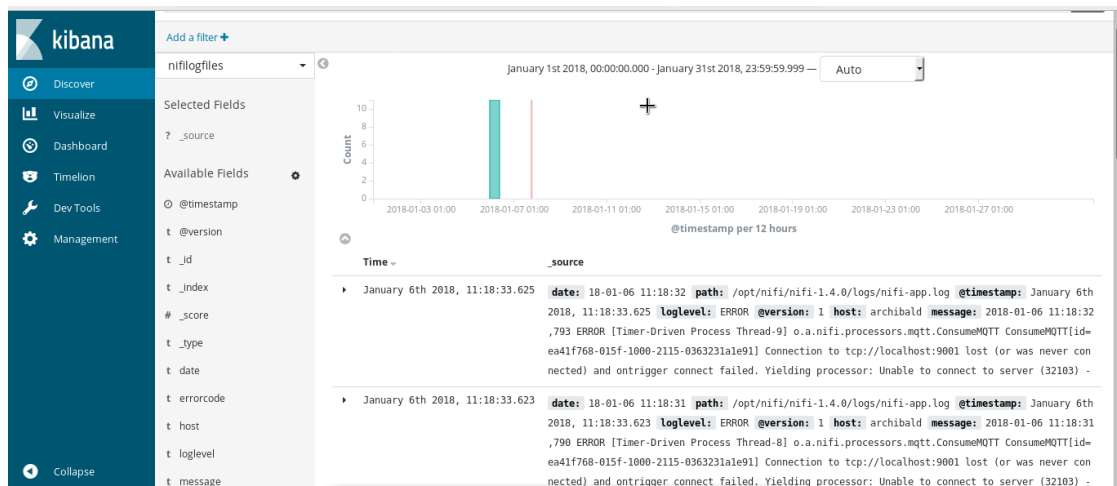 kibana
Discover
Visualize
Dashboard
Timelion
Dev Tools
Management
Collapse
Add a filter +
nifilogfiles
Selected Fields
? _source
Available Fields
@timestamp
t @version
t _id
t _index
# _score
t _type
t date
t errorcode
t host
t loglevel
t message
January 1st 2018, 00:00:00.000 - January 31st 2018, 23:59:59.999 — Auto
Count
10
8
6
4
2
0
2018-01-03 01:00 2018-01-07 01:00 2018-01-11 01:00 2018-01-15 01:00 2018-01-19 01:00 2018-01-23 01:00 2018-01-27 01:00
@timestamp per 12 hours
Time _source
January 6th 2018, 11:18:33.625 date: 18-01-06 11:18:32 path: /opt/nifi/nifi-1.4.0/logs/nifi-app.log @timestamp: January 6th
2018, 11:18:33.625 loglevel: ERROR @version: 1 host: archibald message: 2018-01-06 11:18:32
,793 ERROR [Timer-Driven Process Thread-9] o.a.nifi.processors.mqtt.ConsumeMQTT ConsumeMQTT[id=
ea41f768-015f-1000-2115-0363231a1e91] Connection to tcp://localhost:9001 lost (or was never con
nected) and ontrigger connect failed. Yielding processor: Unable to connect to server (32103) -
January 6th 2018, 11:18:33.623 date: 18-01-06 11:18:31 path: /opt/nifi/nifi-1.4.0/logs/nifi-app.log @timestamp: January 6th
2018, 11:18:33.623 loglevel: ERROR @version: 1 host: archibald message: 2018-01-06 11:18:31
,790 ERROR [Timer-Driven Process Thread-8] o.a.nifi.processors.mqtt.ConsumeMQTT ConsumeMQTT[id=
ea41f768-015f-1000-2115-0363231a1e91] Connection to tcp://localhost:9001 lost (or was never con
nected) and ontrigger connect failed. Yielding processor: Unable to connect to server (32103) -